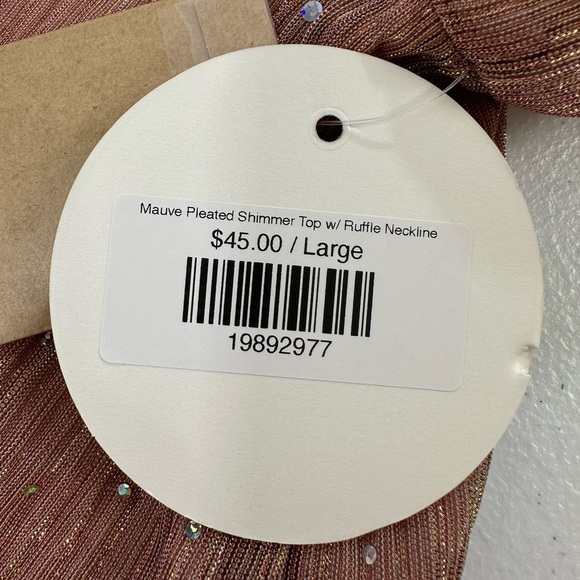 Mauve Pleated Shimmer Top w/ Ruffle Neckline
$45.00 / Large
19892977